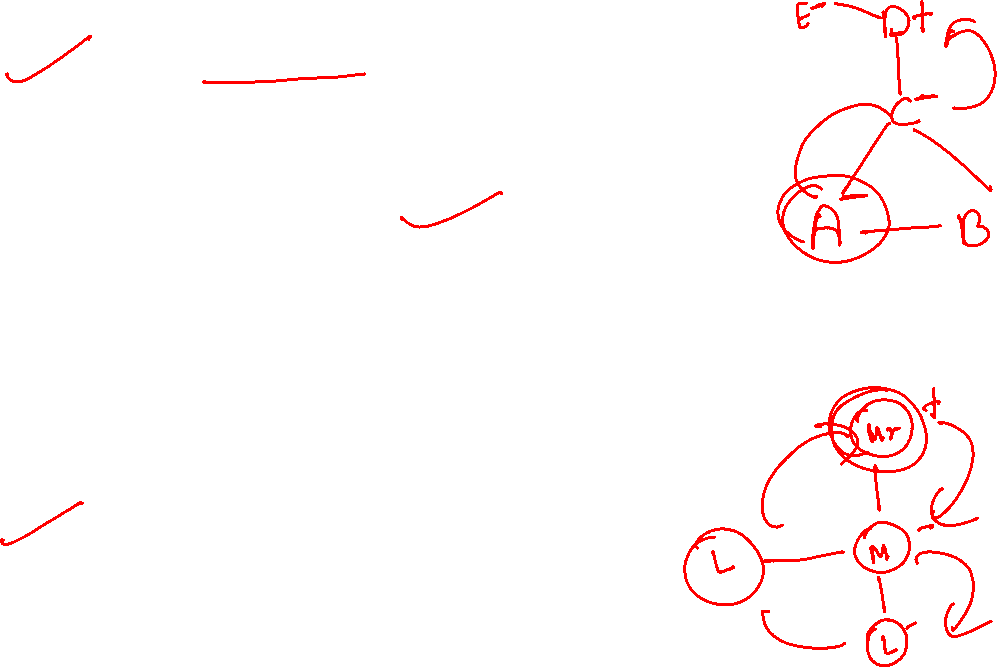 E- D+
C-
A- B
Mr +
L M -
L -